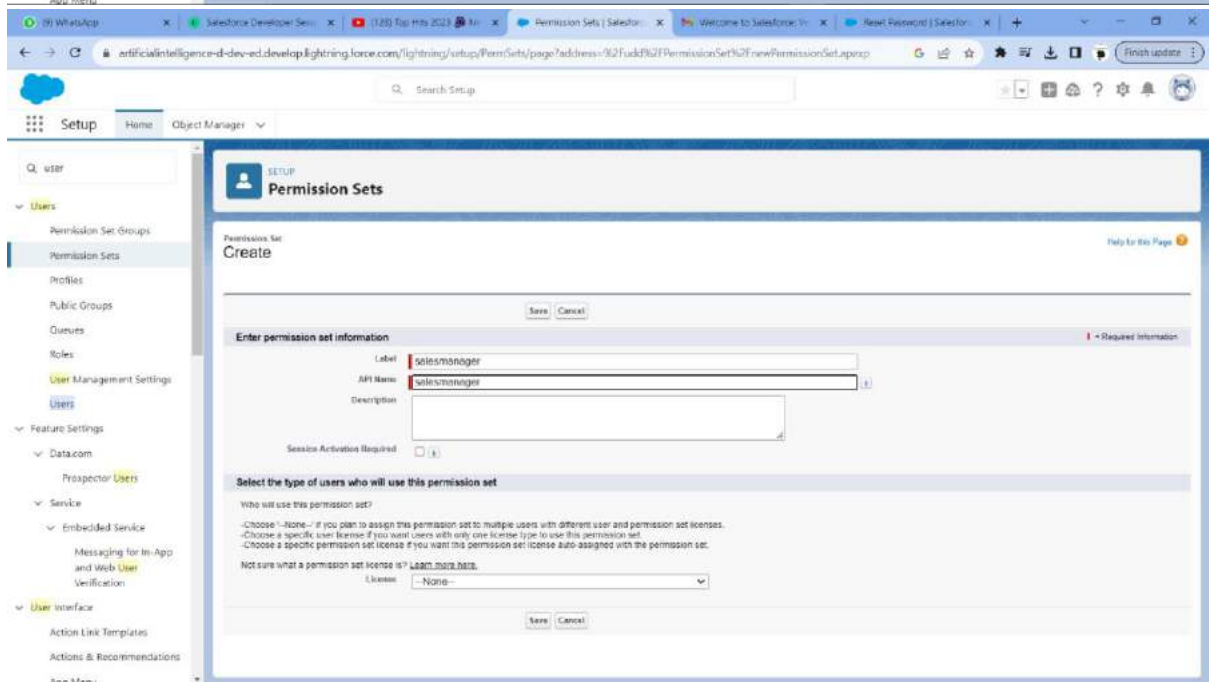 (9) WhatsApp
Salesforce Developer
(128) Top Hits 2023
Permission Sets | Salesfor
Welcome to Salesforce: V
Reset Password | Salesfor
artificialintelligence-d-dev-ed.develop.lightning.force.com/lightning/setup/PermSets/page?address=%2Fudd%2FPermissionSet%2FnewPermissionSet.apexp
Finish update
Search Setup
Setup
Home
Object Manager
user
Users
Permission Set Groups
Permission Sets
Profiles
Public Groups
Queues
Roles
User Management Settings
Users
Feature Settings
Data.com
Prospector Users
Service
Embedded Service
Messaging for In-App
and Web User
Verification
User Interface
Action Link Templates
Actions & Recommendations
App Menu
SETUP
Permission Sets
Permission Set
Create
Help for this Page
Save Cancel
Enter permission set information
= Required Information
Label salesmanager
API Name salesmanager
Description
Session Activation Required
Select the type of users who will use this permission set
Who will use this permission set?
-Choose '--None--' if you plan to assign this permission set to multiple users with different user and permission set licenses.
-Choose a specific user license if you want users with only one license type to use this permission set.
-Choose a specific permission set license if you want this permission set license auto-assigned with the permission set.
Not sure what a permission set license is? Learn more here.
License --None--
Save Cancel